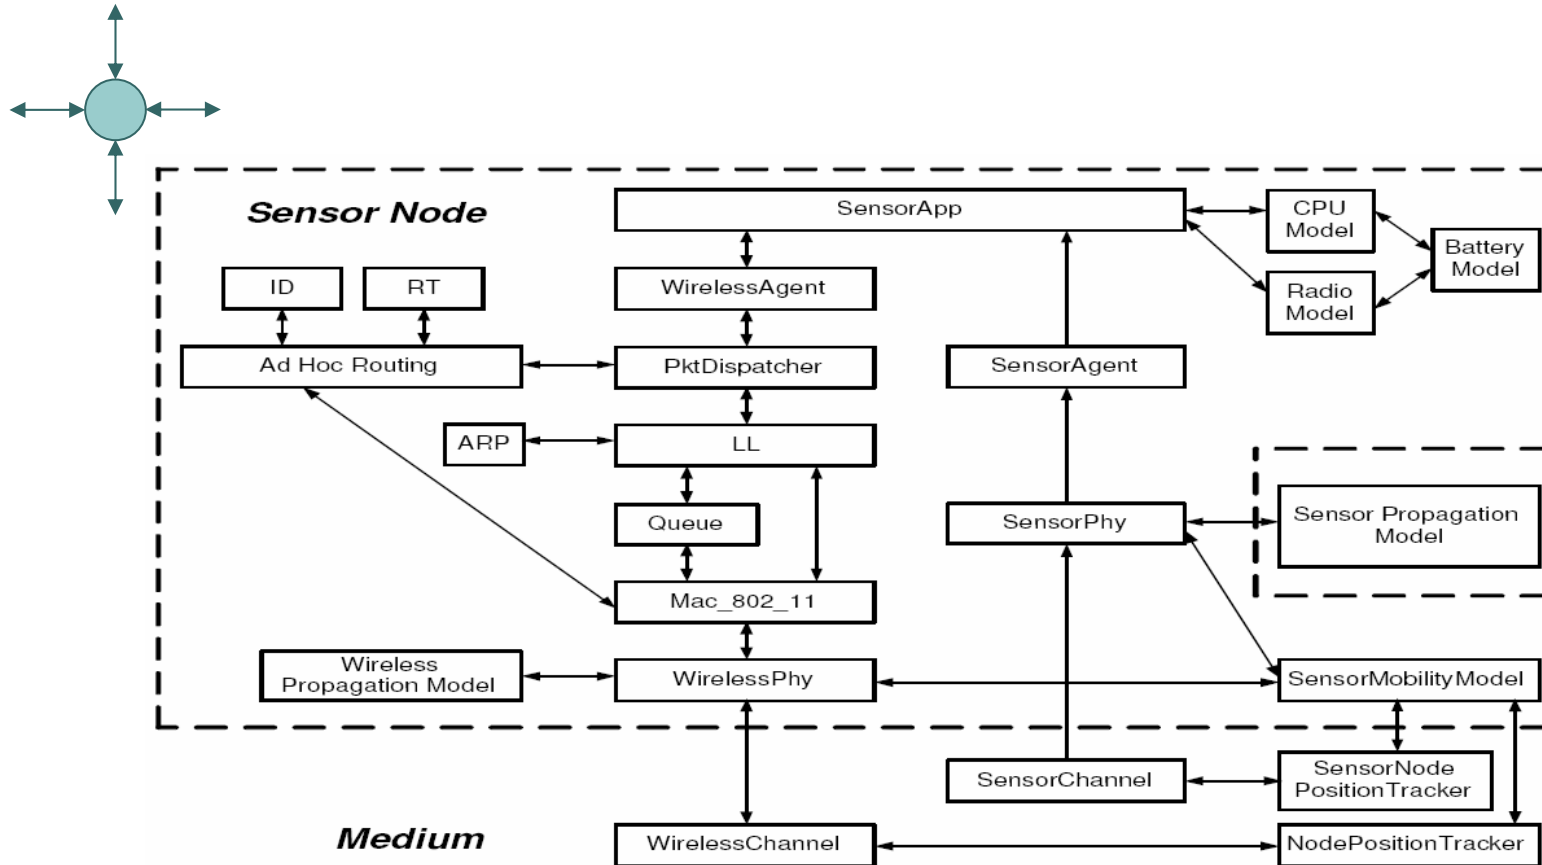 Sensor Node
SensorApp
CPU
Model
Battery
Model
ID
RT
WirelessAgent
Radio
Model
Ad Hoc Routing
PktDispatcher
SensorAgent
ARP
LL
Queue
SensorPhy
Sensor Propagation
Model
Mac_802_11
Wireless
Propagation Model
WirelessPhy
SensorMobilityModel
SensorChannel
SensorNode
PositionTracker
Medium
WirelessChannel
NodePositionTracker